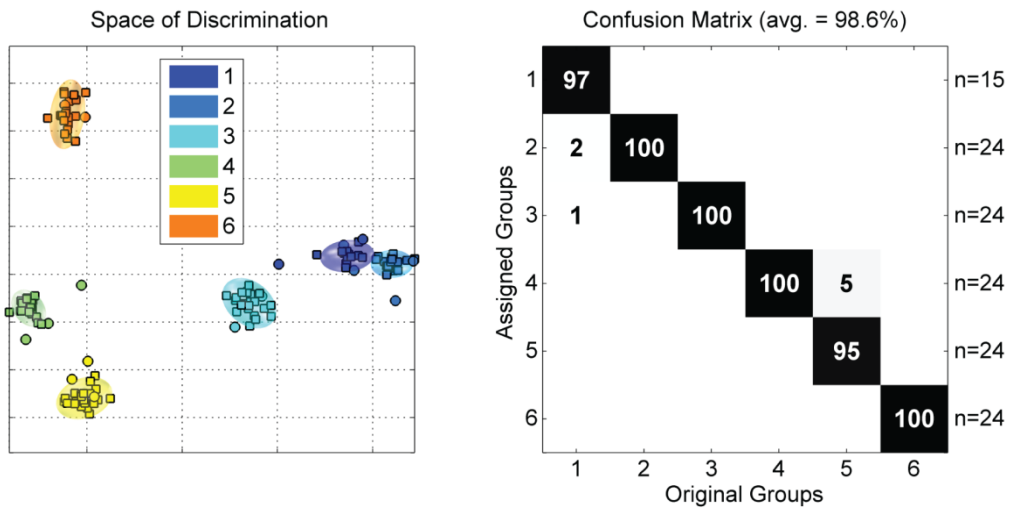 Space of Discrimination
1
2
3
4
5
6
Confusion Matrix (avg. = 98.6%)
Assigned Groups
1 97 n=15
2 2 100 n=24
3 1 100 n=24
4 100 5 n=24
5 95 n=24
6 100 n=24
1 2 3 4 5 6
Original Groups